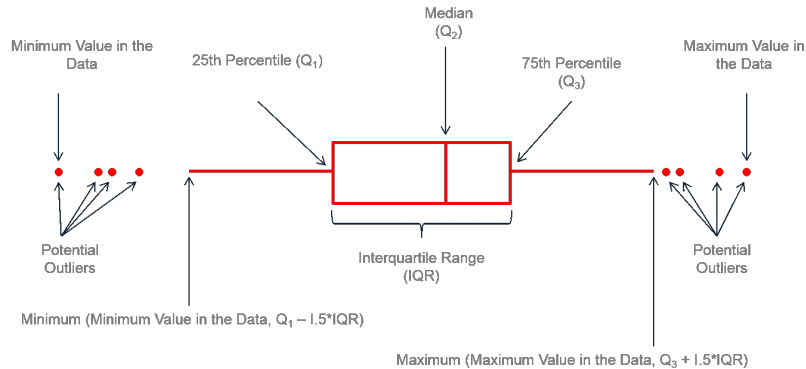 Median
(Q₂)
Minimum Value in the
Data
25th Percentile (Q₁)
75th Percentile
(Q₃)
Maximum Value in
the Data
Potential
Outliers
Interquartile Range
(IQR)
Potential
Outliers
Minimum (Minimum Value in the Data, Q₁ – I.5*IQR)
Maximum (Maximum Value in the Data, Q₃ + I.5*IQR)